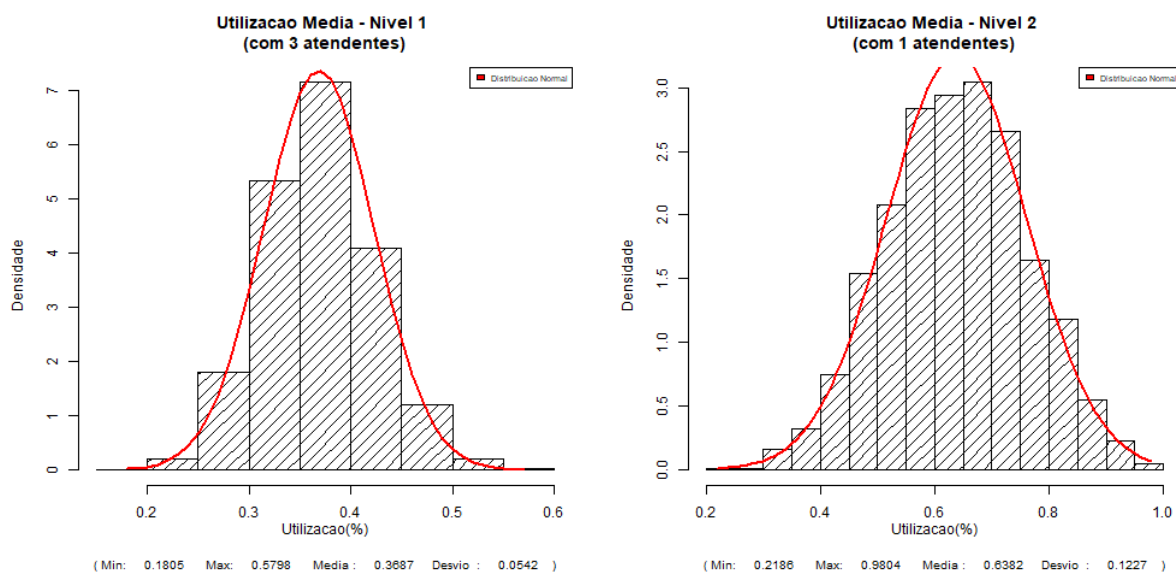 Utilizacao Media - Nivel 1
(com 3 atendentes)
Distribuicao Normal
7
6
5
4
3
2
1
0
Densidade
0.2 0.3 0.4 0.5 0.6
Utilizacao(%)
( Min: 0.1805 Max: 0.5798 Media : 0.3687 Desvio : 0.0542 )
Utilizacao Media - Nivel 2
(com 1 atendentes)
Distribuicao Normal
3.0
2.5
2.0
1.5
1.0
0.5
0.0
Densidade
0.2 0.4 0.6 0.8 1.0
Utilizacao(%)
( Min: 0.2186 Max: 0.9804 Media : 0.6382 Desvio : 0.1227 )